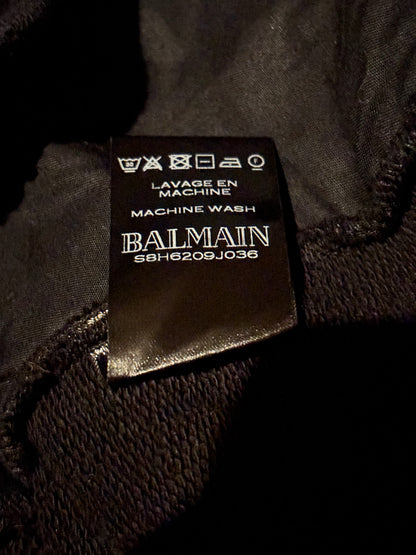 LAVAGE EN
MACHINE
MACHINE WASH
BALMAIN
S8H6209J036